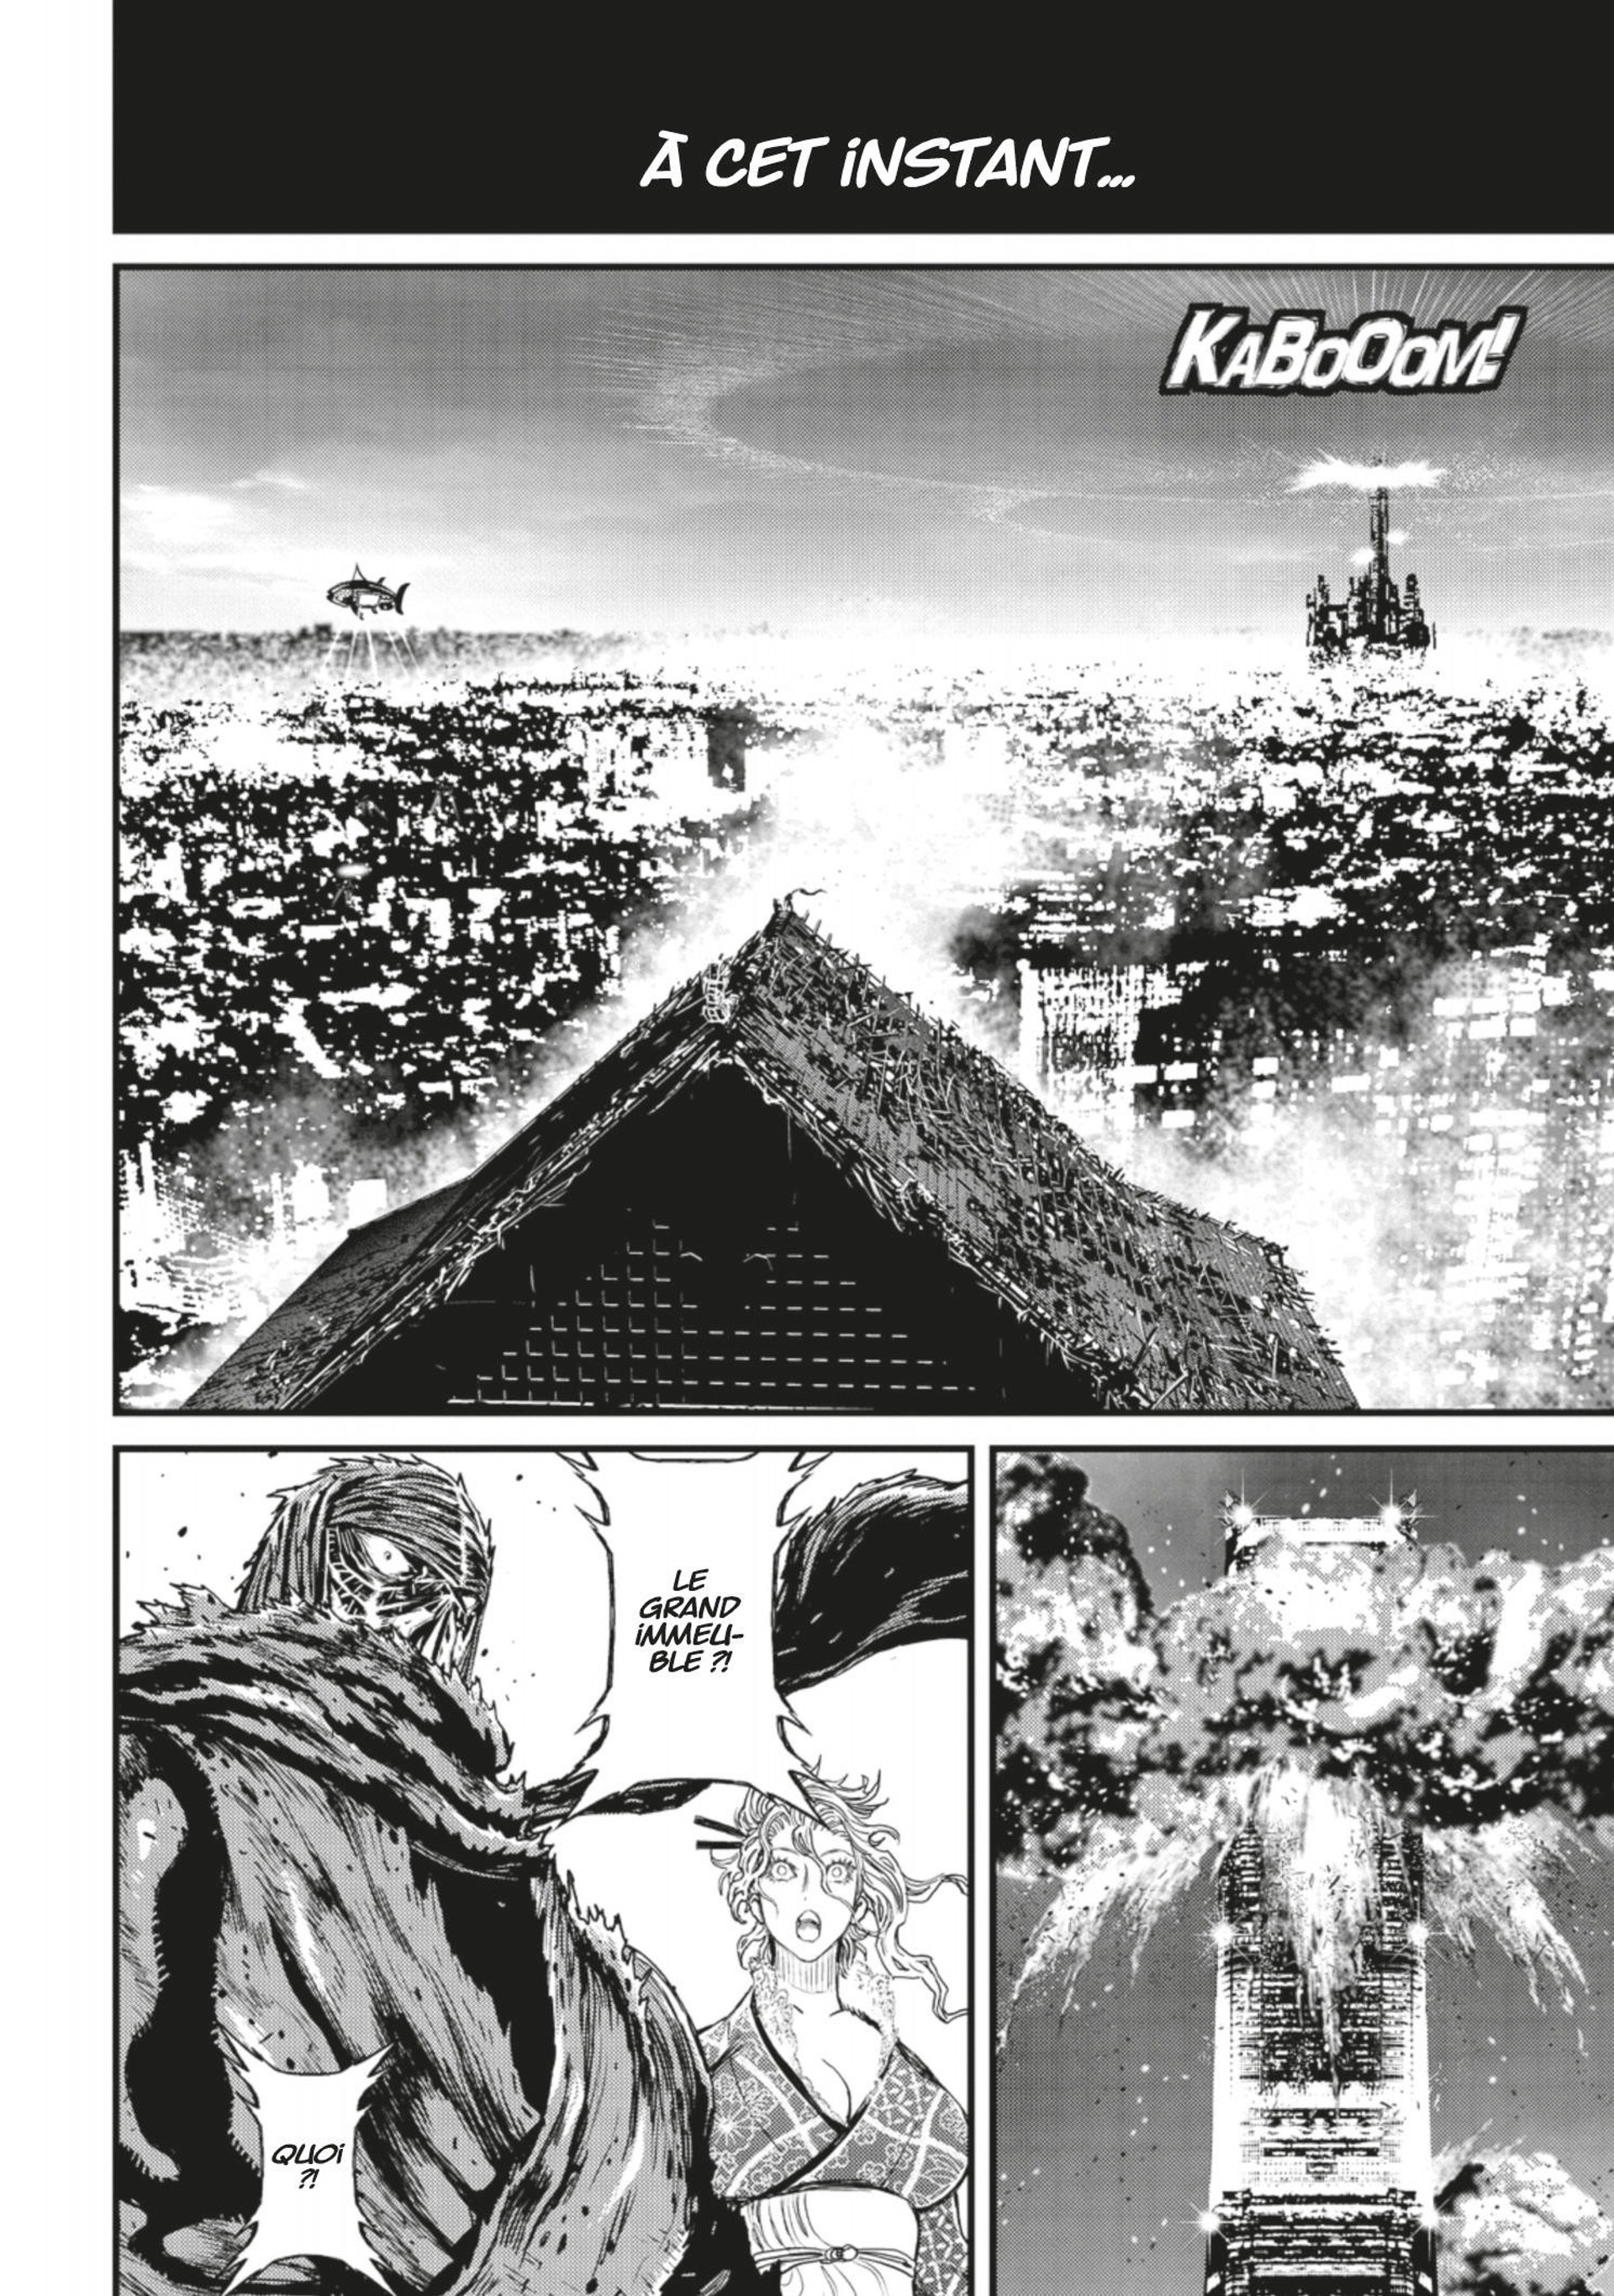 À CET iNSTANT...
KABOOOM!
LE
GRAND
iMMEU-
BLE ?!
QUOi
?!